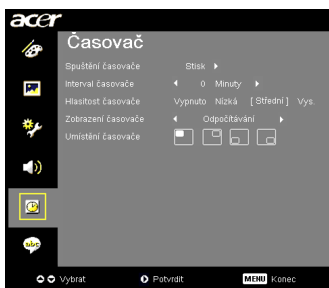 acer
Časovač
Spuštění časovače Stisk
Interval časovače 0 Minuty
Hlasitost časovače Vypnuto Nízká [ Střední ] Vys.
Zobrazení časovače Odpočítávání
Umístění časovače
abc
Vybrat Potvrdit MENU Konec